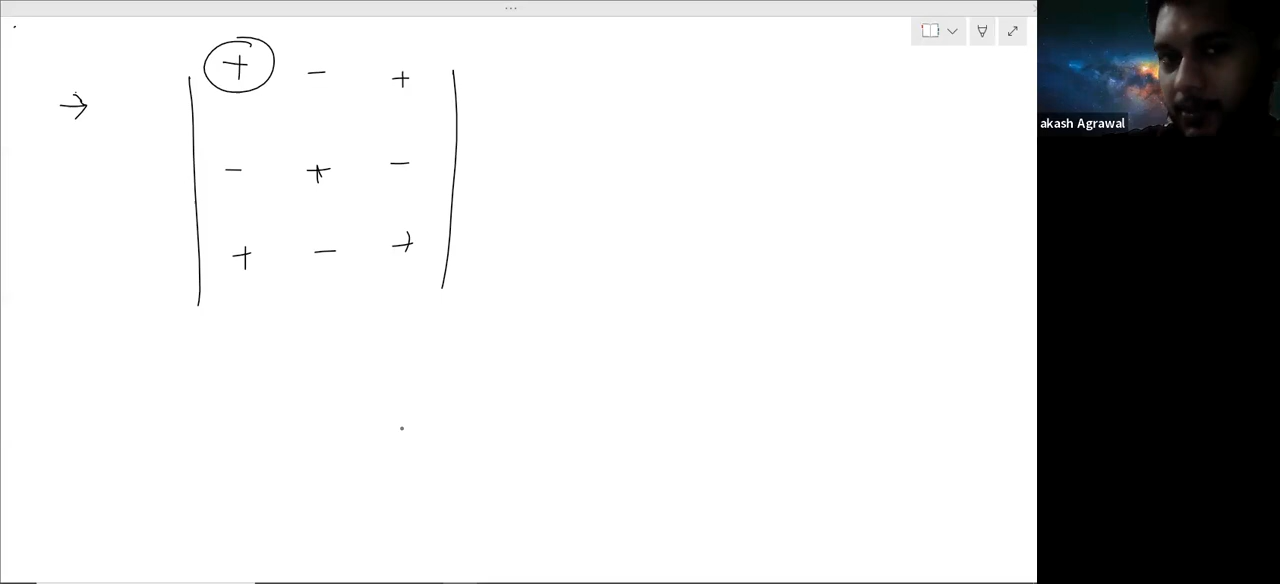 + - +
→
- + -
+ - +
akash Agrawal